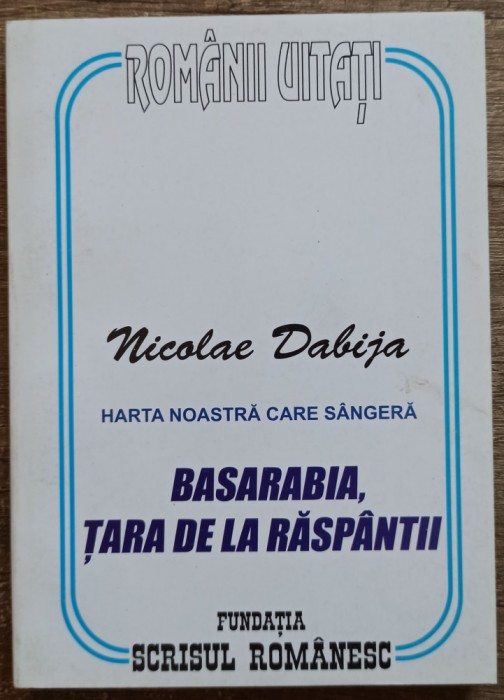 ROMÂNII UITAȚI
Nicolae Dabija
HARTA NOASTRĂ CARE SÂNGERĂ
BASARABIA,
ȚARA DE LA RĂSPÂNTII
FUNDAȚIA
SCRISUL ROMÂNESC